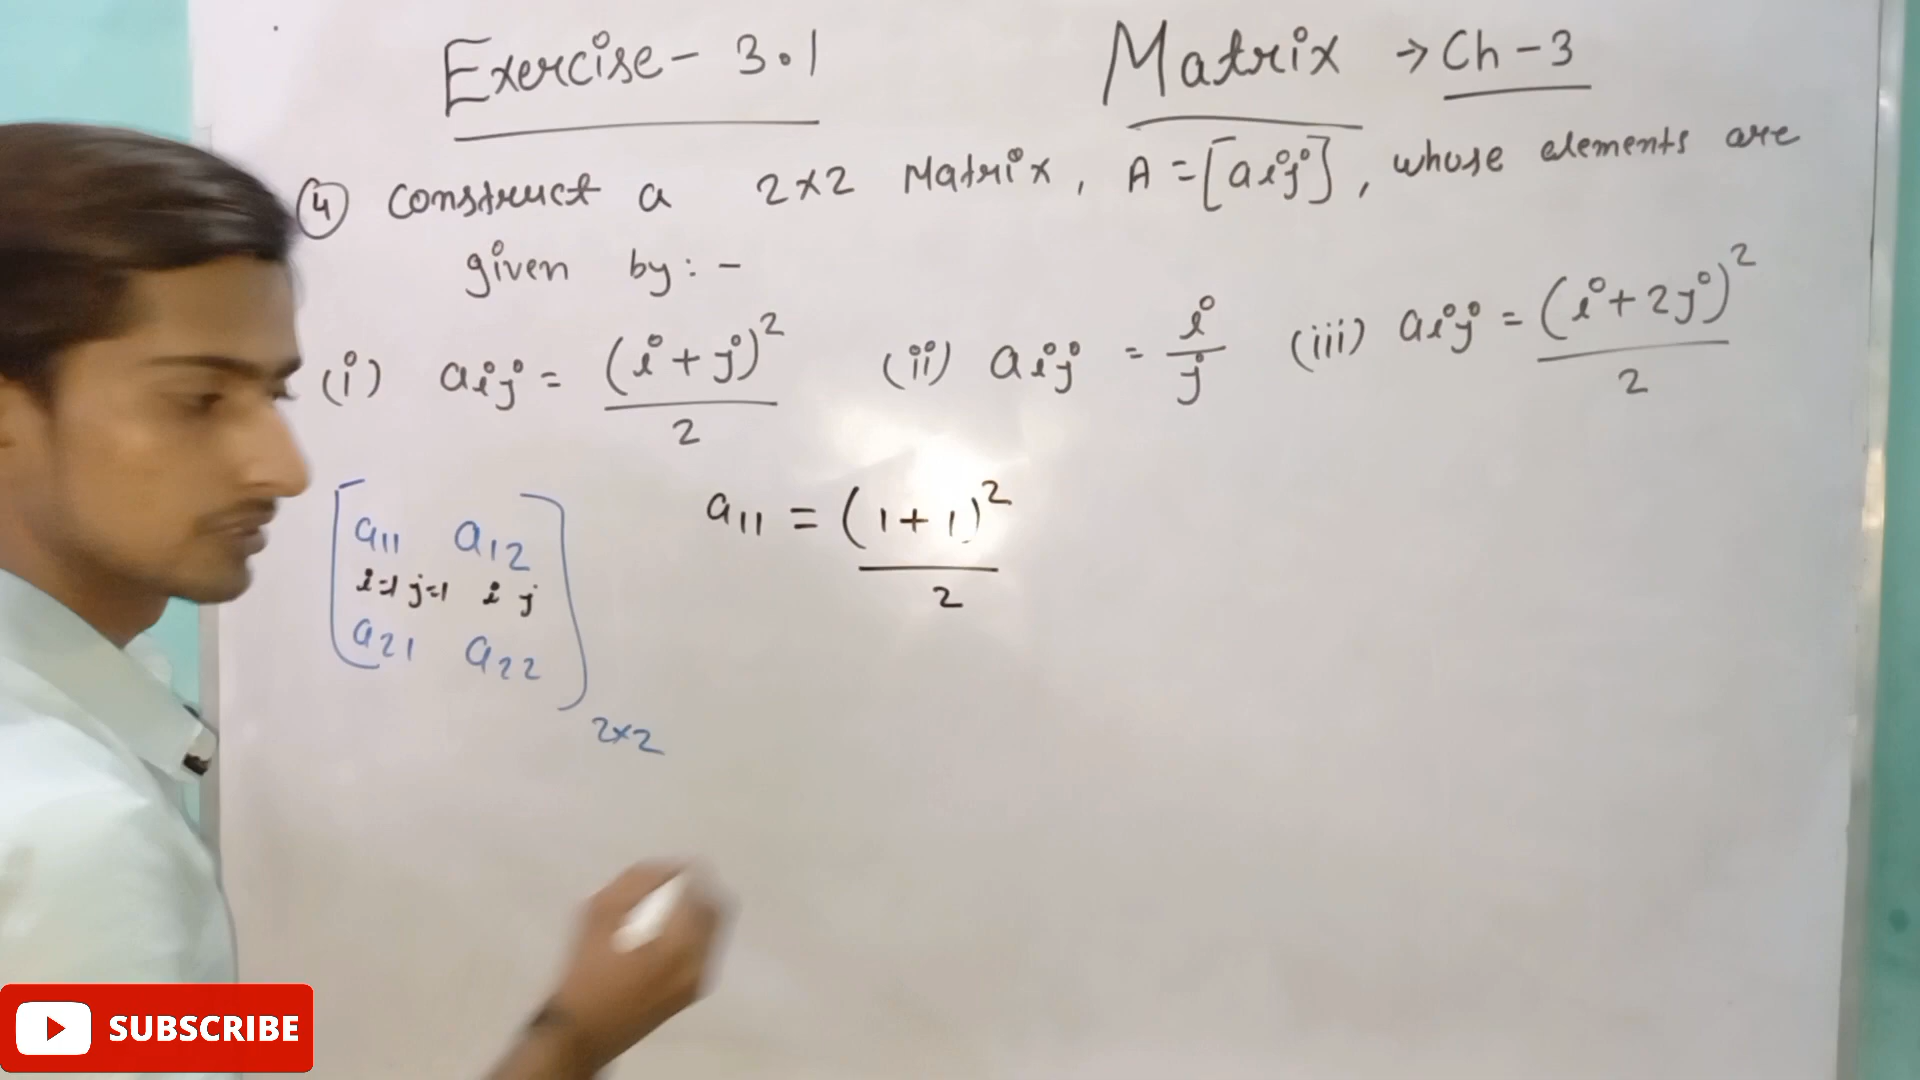 Exercise - 3.1
Matrix → Ch - 3
(4) Construct a 2×2 Matrix, A = [aij], whose elements are
given by: -
(i) aij = (i + j)²/2 (ii) aij = i/j (iii) aij = (i + 2j)²/2
a11 a12
i=1 j=1 i j
a21 a22
2×2
a11 = (1 + 1)²/2
SUBSCRIBE